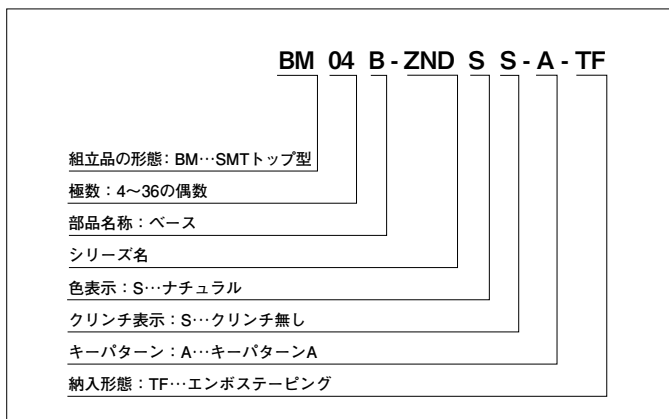 BM 04 B - ZND S S - A - TF
組立品の形態：BM…SMTトップ型
極数：4～36の偶数
部品名称：ベース
シリーズ名
色表示：S…ナチュラル
クリンチ表示：S…クリンチ無し
キーパターン：A…キーパターンA
納入形態：TF…エンボステーピング